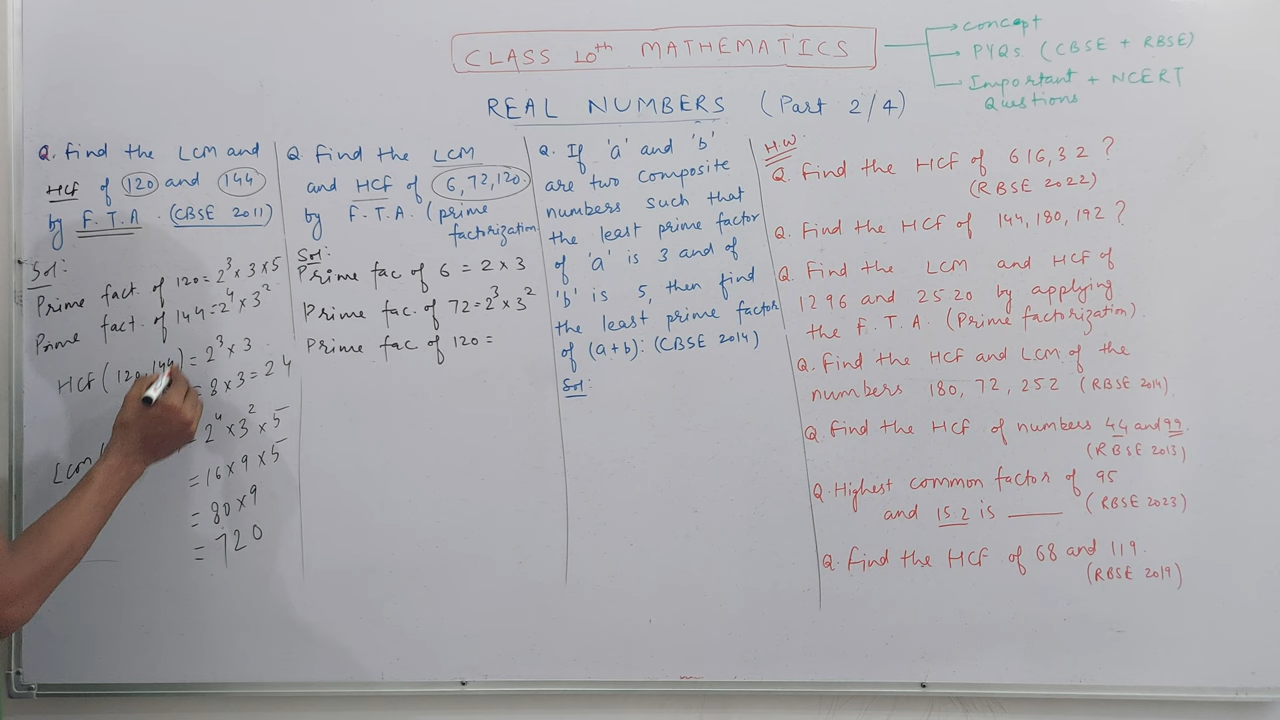 CLASS 10th MATHEMATICS
concept
PYQs. (CBSE + RBSE)
Important + NCERT
Questions
REAL NUMBERS (Part 2/4)
Q. Find the LCM and
HCF of 120 and 144
by F.T.A. (CBSE 2011)
Sol:
Prime fact. of 120 = 2³ × 3 × 5
Prime fact. of 144 = 2⁴ × 3²
HCF (120, 144) = 2³ × 3
= 8 × 3 = 24
2⁴ × 3² × 5
= 16 × 9 × 5
= 80 × 9
= 720
Q. Find the LCM
and HCF of 6, 72, 120.
by F.T.A. (prime
factorization
Sol:
Prime fac of 6 = 2 × 3
Prime fac. of 72 = 2³ × 3²
Prime fac of 120 =
Q. If 'a' and 'b'
are two composite
numbers such that
the least prime factor
of 'a' is 3 and of
'b' is 5, then find
the least prime factor
of (a+b): (CBSE 2014)
Sol:
H.W
Q. Find the HCF of 616, 32 ?
(RBSE 2022)
Q. Find the HCF of 144, 180, 192 ?
Q. Find the LCM and HCF of
1296 and 2520 by applying
the F.T.A. (Prime factorization).
Q. Find the HCF and LCM of the
numbers 180, 72, 252 (RBSE 2014)
Q. Find the HCF of numbers 44 and 99.
(RBSE 2013)
Q. Highest common factor of 95
and 152 is ____ (RBSE 2023)
Q. Find the HCF of 68 and 119.
(RBSE 2019)